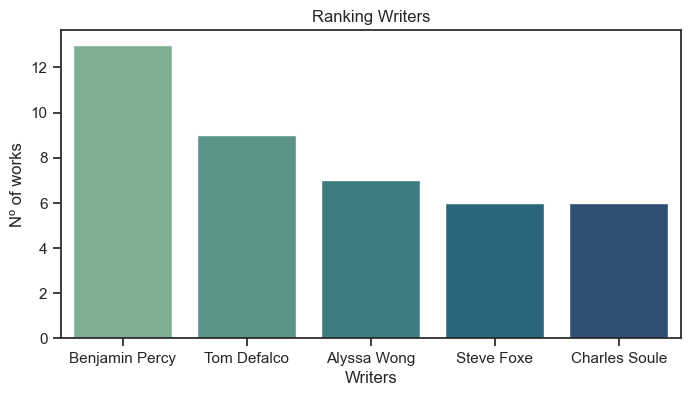 Ranking Writers
Nº of works
12
10
8
6
4
2
0
Benjamin Percy
Tom Defalco
Alyssa Wong
Steve Foxe
Charles Soule
Writers